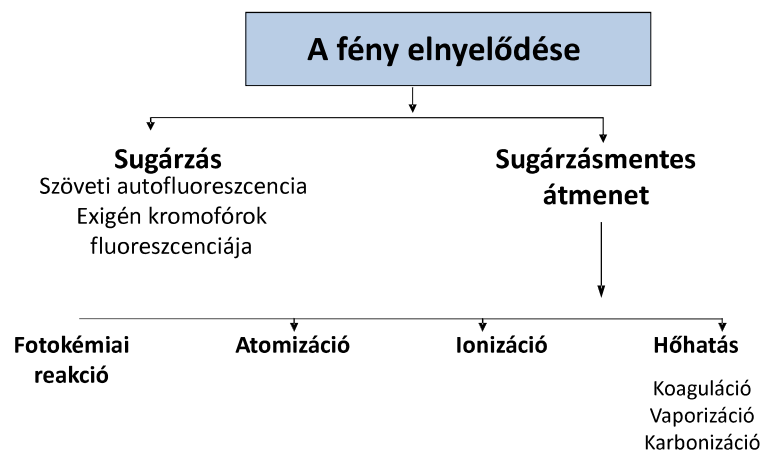 A fény elnyelődése
Sugárzás
Szöveti autofluoreszcencia
Exigén kromofórok
fluoreszcenciája
Sugárzásmentes
átmenet
Fotokémiai
reakció
Atomizáció
Ionizáció
Hőhatás
Koaguláció
Vaporizáció
Karbonizáció